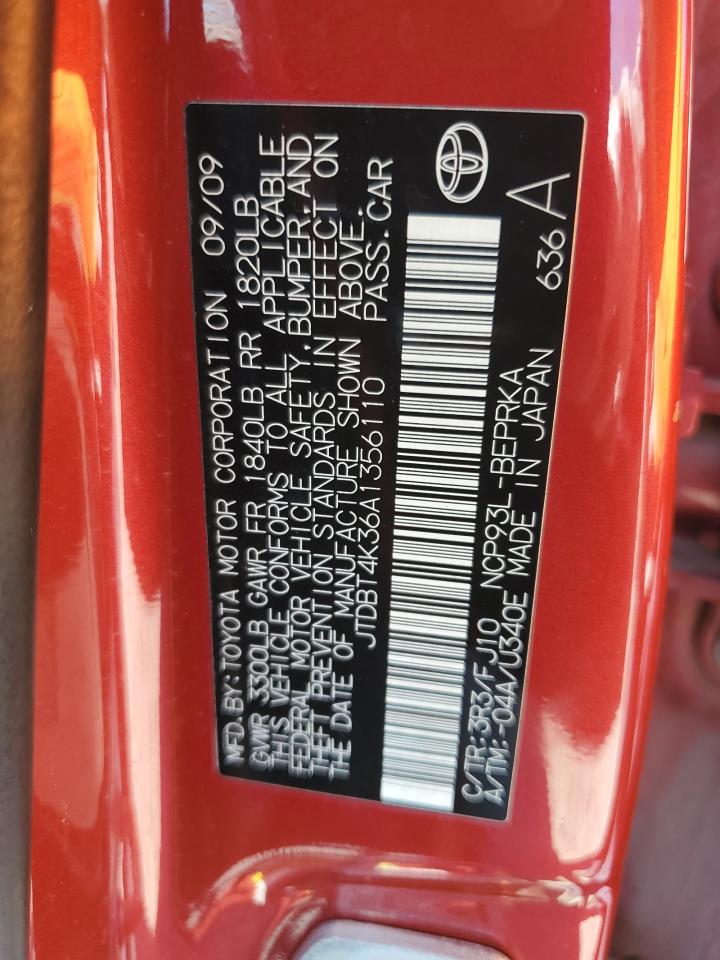 MFD.BY:TOYOTA MOTOR CORPORATION 09/09
GWVR 3300LB GAWR FR 1840LB RR 1820LB
THIS VEHICLE CONFORMS TO ALL APPLICABLE
FEDERAL MOTOR VEHICLE SAFETY,BUMPER,AND
THEFT PREVENTION STANDARDS IN EFFECT ON
THE DATE OF MANUFACTURE SHOWN ABOVE.
JTDBT4K36A1356110 PASS.CAR
C/TR:3R3/FJ10 NCP93L-BEPRKA
A/TM:-04A/U340E MADE IN JAPAN 636 A